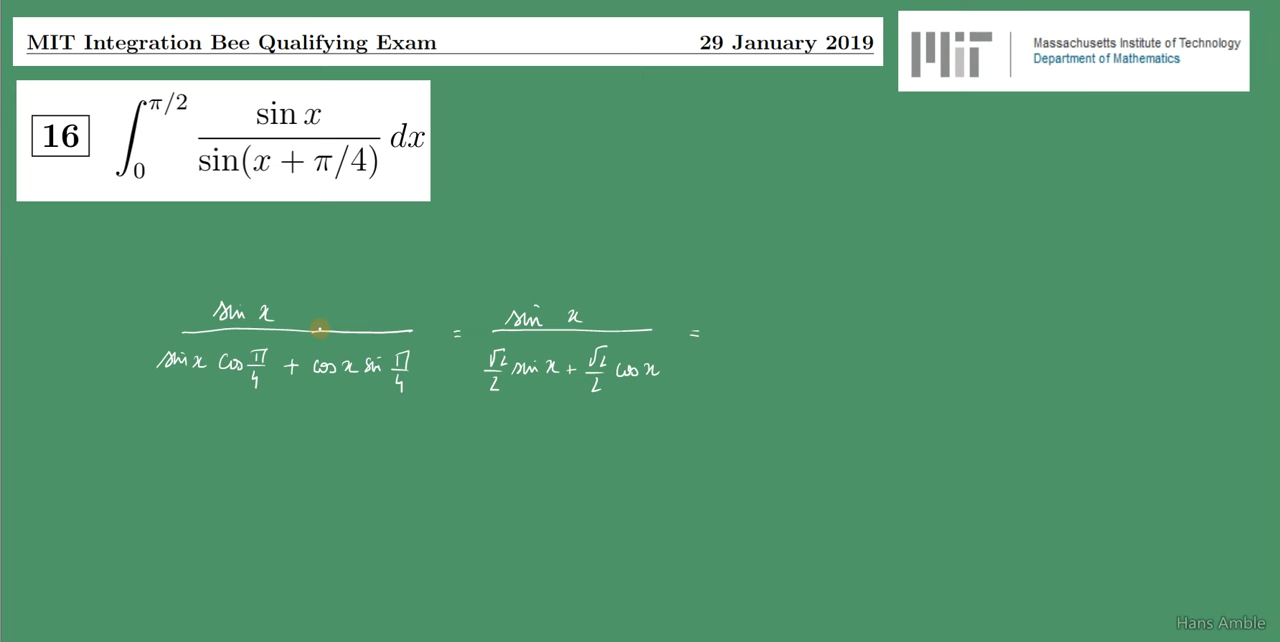 MIT Integration Bee Qualifying Exam 29 January 2019
Massachusetts Institute of Technology
Department of Mathematics
16 ∫_0^{π/2} sin x / sin(x + π/4) dx
sin x / (sin x cos π/4 + cos x sin π/4) = sin x / (√2/2 sin x + √2/2 cos x) =
Hans Amble